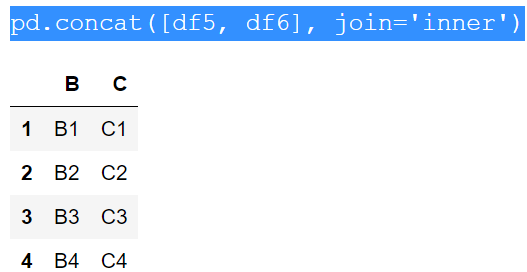 pd.concat([df5, df6], join='inner')
B C
1 B1 C1
2 B2 C2
3 B3 C3
4 B4 C4